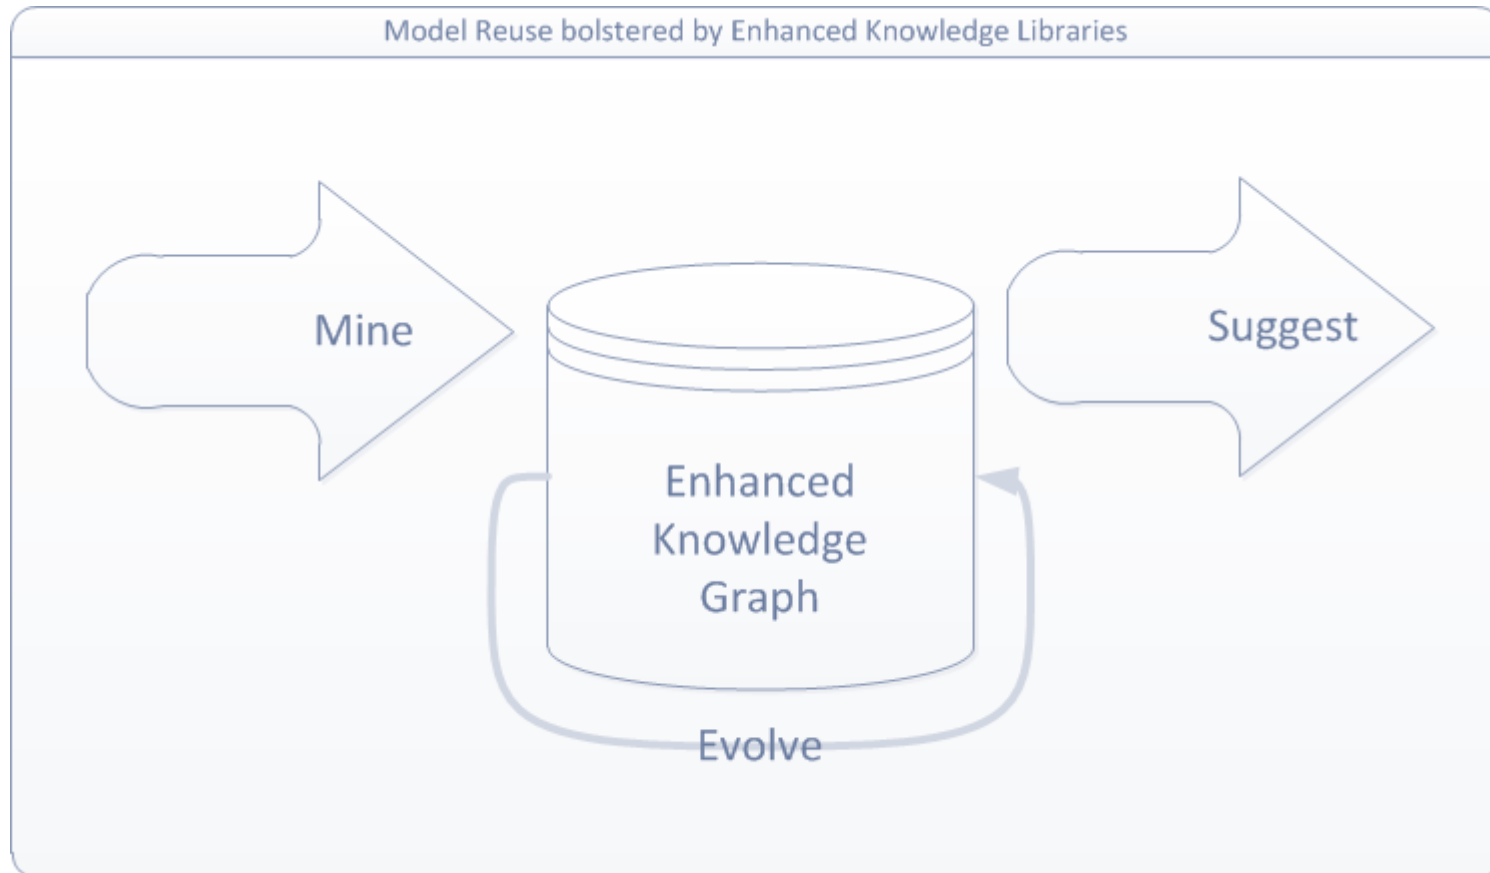 Model Reuse bolstered by Enhanced Knowledge Libraries
Mine
Suggest
Enhanced
Knowledge
Graph
Evolve